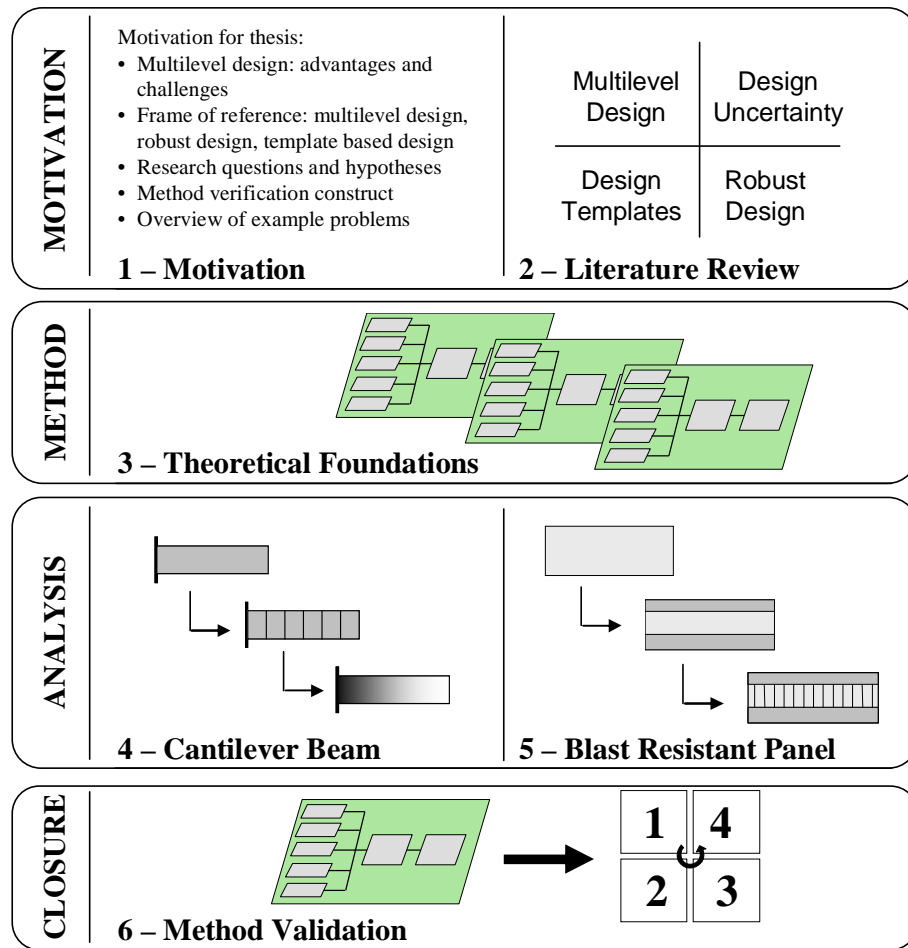 MOTIVATION
Motivation for thesis:
• Multilevel design: advantages and
challenges
• Frame of reference: multilevel design,
robust design, template based design
• Research questions and hypotheses
• Method verification construct
• Overview of example problems
1 – Motivation
Multilevel
Design
Design
Uncertainty
Design
Templates
Robust
Design
2 – Literature Review
METHOD
3 – Theoretical Foundations
ANALYSIS
4 – Cantilever Beam
5 – Blast Resistant Panel
CLOSURE
6 – Method Validation
1
4
2
3